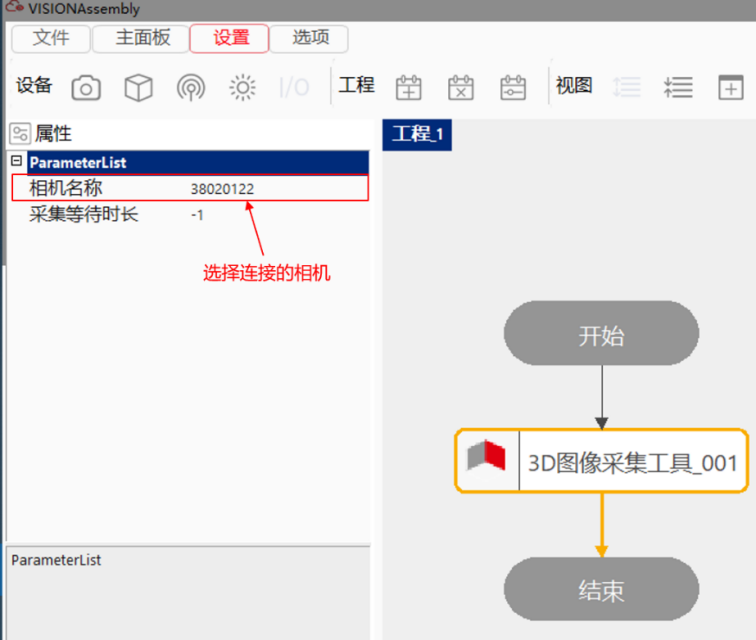 VISIONAssembly
文件 主面板 设置 选项
设备 I/O 工程 视图
属性
工程_1
ParameterList
相机名称 38020122
采集等待时长 -1
选择连接的相机
开始
3D图像采集工具_001
结束
ParameterList